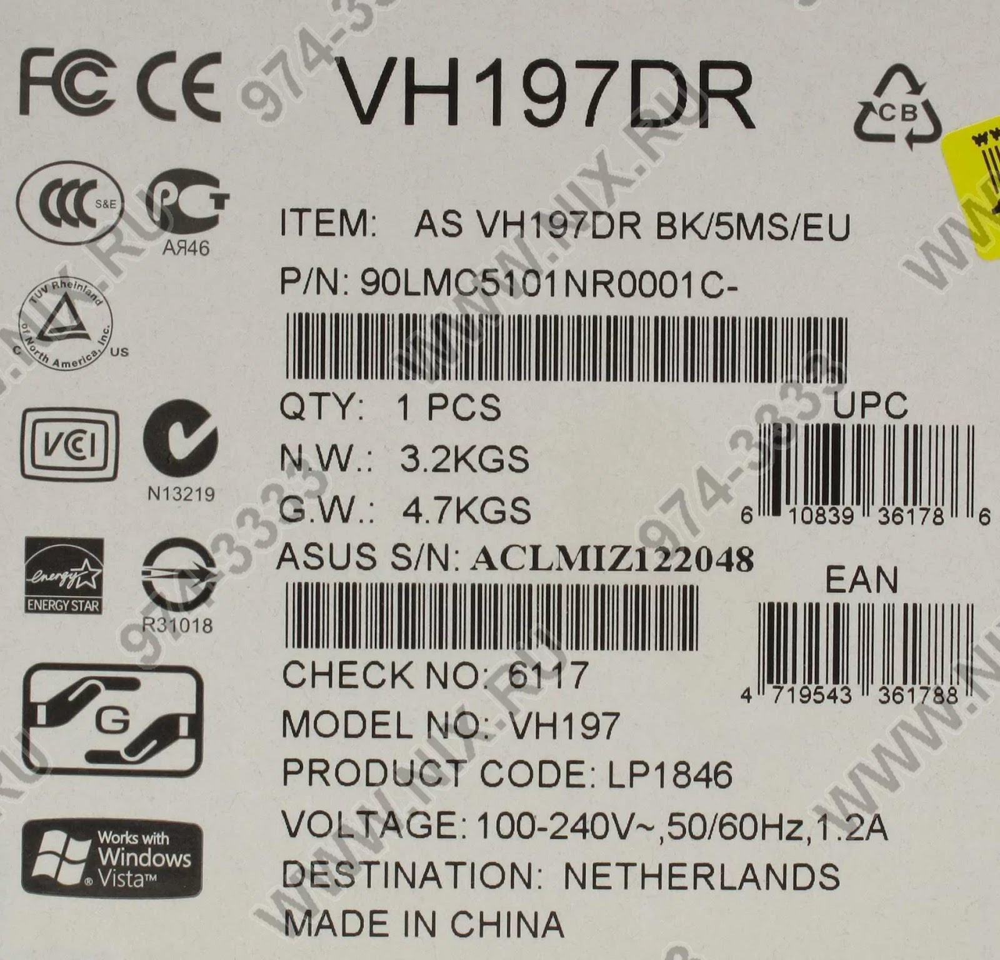 FC CE
VH197DR
CB
CCC S&E
PCT
АЯ46
ITEM: AS VH197DR BK/5MS/EU
P/N: 90LMC5101NR0001C-
TUV Rheinland
of North America, Inc.
C US
QTY: 1 PCS
UPC
VCCI
N.W.: 3.2KGS
N13219
G.W.: 4.7KGS
6 10839 36178 6
ASUS S/N: ACLMIZ122048
EAN
energy
ENERGY STAR
R31018
CHECK NO: 6117
4 719543 361788
G
MODEL NO: VH197
PRODUCT CODE: LP1846
VOLTAGE: 100-240V~,50/60Hz,1.2A
Works with
Windows
® Vista™
DESTINATION: NETHERLANDS
MADE IN CHINA
WWW.NIX.RU 974-3333